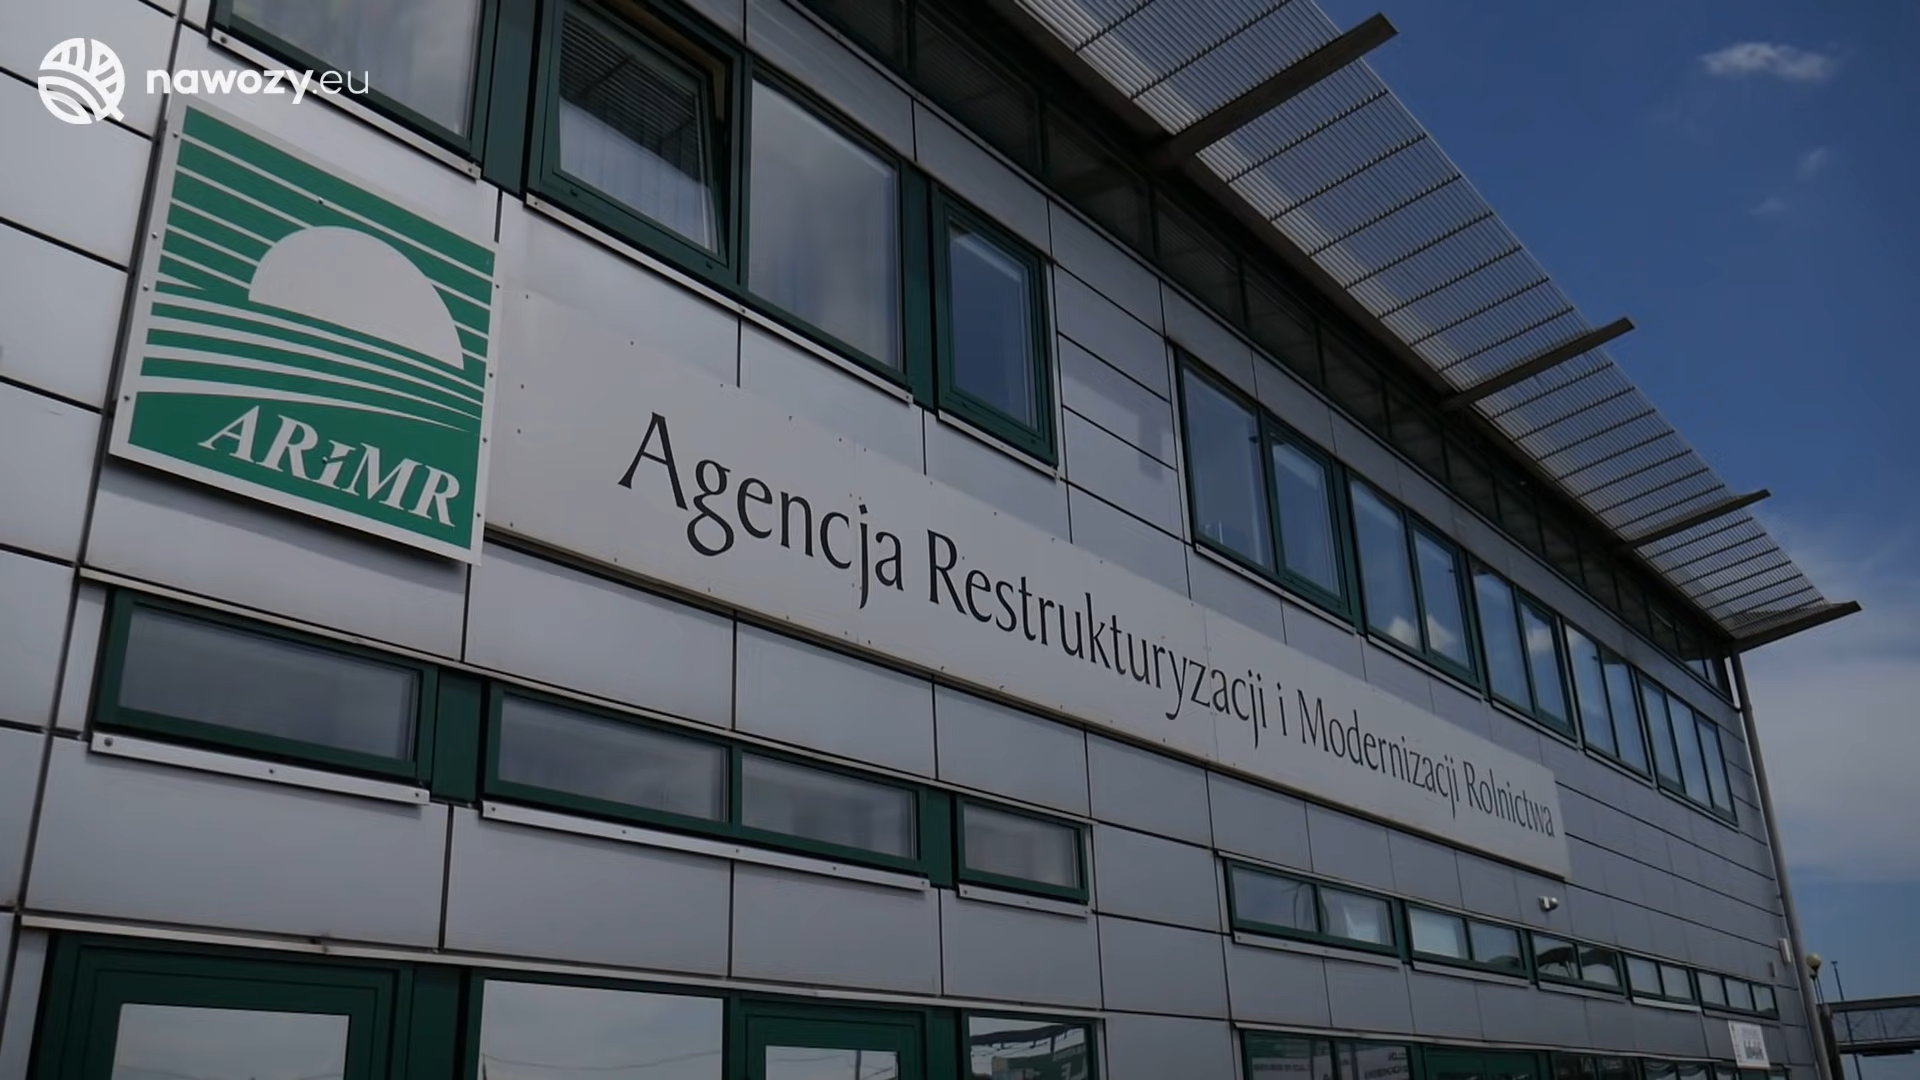 nawozy.eu
ARiMR
Agencja Restrukturyzacji i Modernizacji Rolnictwa